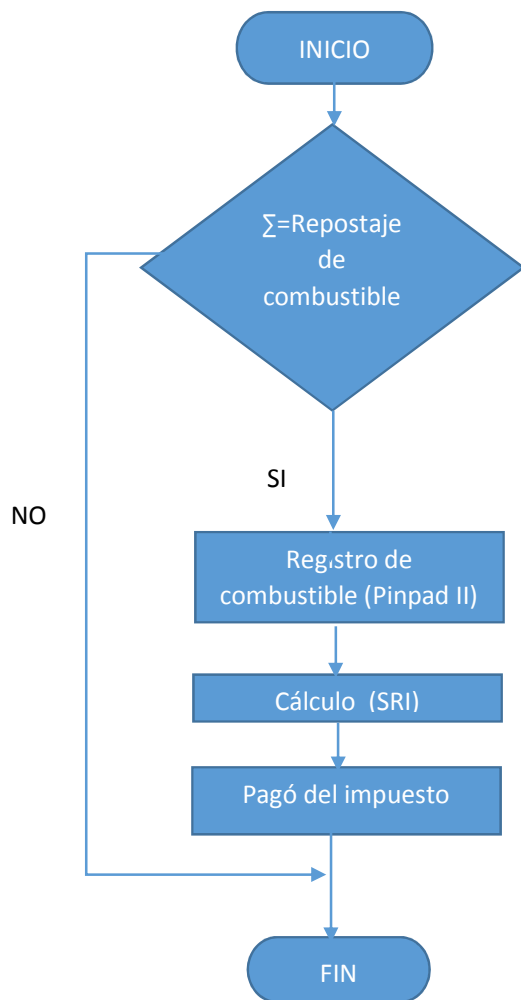 INICIO
∑=Repostaje
de
combustible
SI
NO
Registro de
combustible (Pinpad II)
Cálculo (SRI)
Pagó del impuesto
FIN